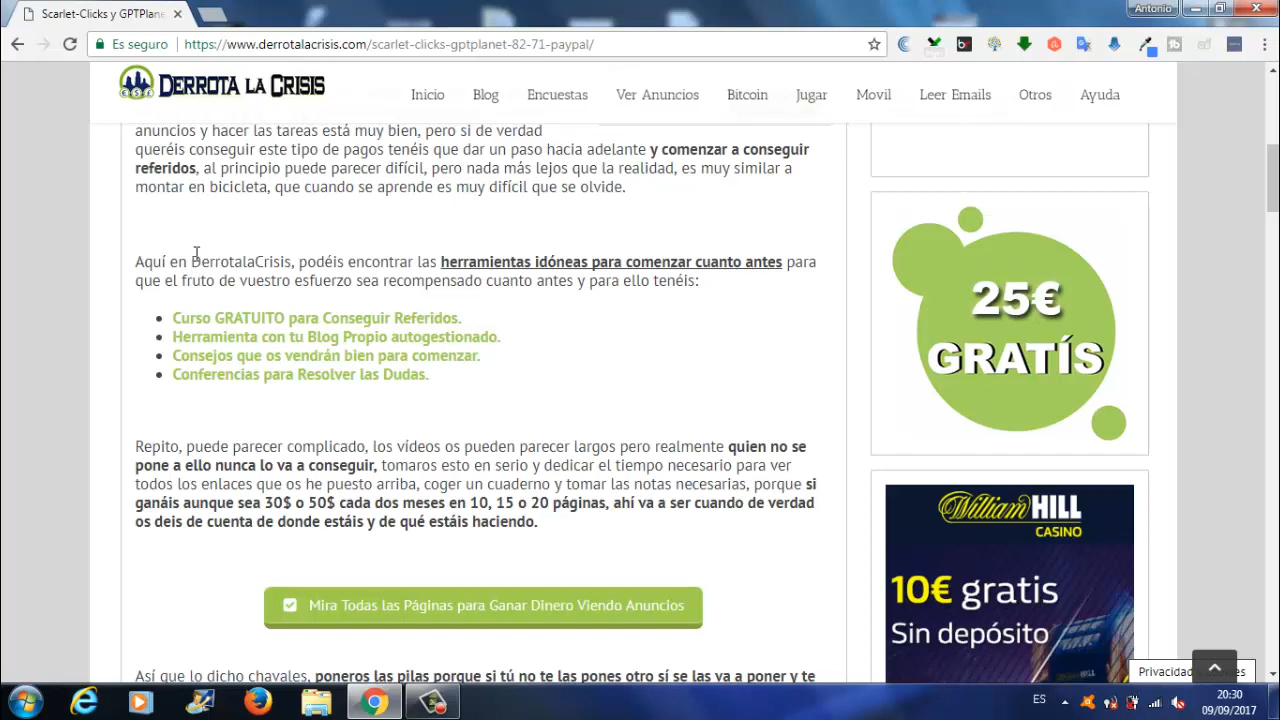 Scarlet-Clicks y GPTPlane
Antonio
Es seguro
https://www.derrotalacrisis.com/scarlet-clicks-gptplanet-82-71-paypal/
DERROTA LA CRISIS
Inicio
Blog
Encuestas
Ver Anuncios
Bitcoin
Jugar
Movil
Leer Emails
Otros
Ayuda
anuncios y hacer las tareas está muy bien, pero si de verdad
queréis conseguir este tipo de pagos tenéis que dar un paso hacia adelante y comenzar a conseguir
referidos, al principio puede parecer difícil, pero nada más lejos que la realidad, es muy similar a
montar en bicicleta, que cuando se aprende es muy difícil que se olvide.
Aquí en DerrotalaCrisis, podéis encontrar las herramientas idóneas para comenzar cuanto antes para
que el fruto de vuestro esfuerzo sea recompensado cuanto antes y para ello tenéis:
• Curso GRATUITO para Conseguir Referidos.
• Herramienta con tu Blog Propio autogestionado.
• Consejos que os vendrán bien para comenzar.
• Conferencias para Resolver las Dudas.
Repito, puede parecer complicado, los vídeos os pueden parecer largos pero realmente quien no se
pone a ello nunca lo va a conseguir, tomaros esto en serio y dedicar el tiempo necesario para ver
todos los enlaces que os he puesto arriba, coger un cuaderno y tomar las notas necesarias, porque si
ganáis aunque sea 30$ o 50$ cada dos meses en 10, 15 o 20 páginas, ahí va a ser cuando de verdad
os deis de cuenta de donde estáis y de qué estáis haciendo.
Mira Todas las Páginas para Ganar Dinero Viendo Anuncios
Así que lo dicho chavales, poneros las pilas porque si tú no te las pones otro sí se las va a poner y te
25€
GRATÍS
William HILL
CASINO
10€ gratis
Sin depósito
Privacidad Cookies
ES
20:30
09/09/2017